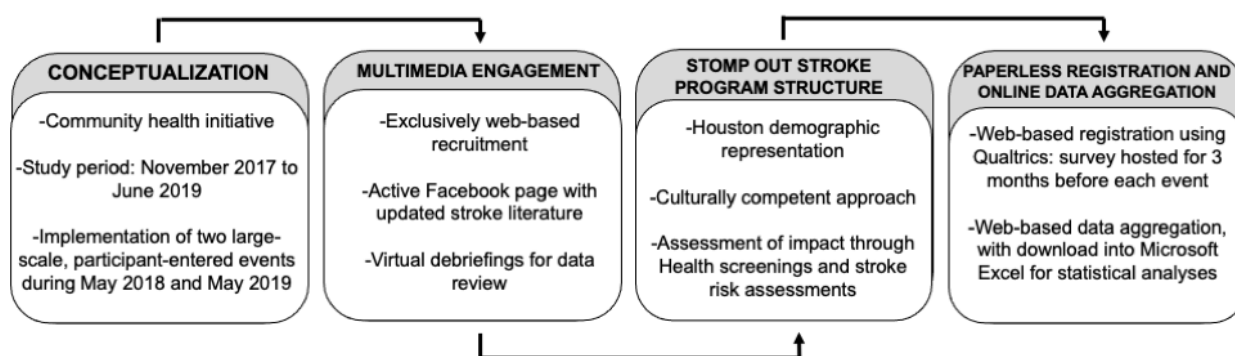 CONCEPTUALIZATION
-Community health initiative
-Study period: November 2017 to
June 2019
-Implementation of two large-
scale, participant-entered events
during May 2018 and May 2019
MULTIMEDIA ENGAGEMENT
-Exclusively web-based
recruitment
-Active Facebook page with
updated stroke literature
-Virtual debriefings for data
review
STOMP OUT STROKE
PROGRAM STRUCTURE
-Houston demographic
representation
-Culturally competent approach
-Assessment of impact through
Health screenings and stroke
risk assessments
PAPERLESS REGISTRATION AND
ONLINE DATA AGGREGATION
-Web-based registration using
Qualtrics: survey hosted for 3
months before each event
-Web-based data aggregation,
with download into Microsoft
Excel for statistical analyses